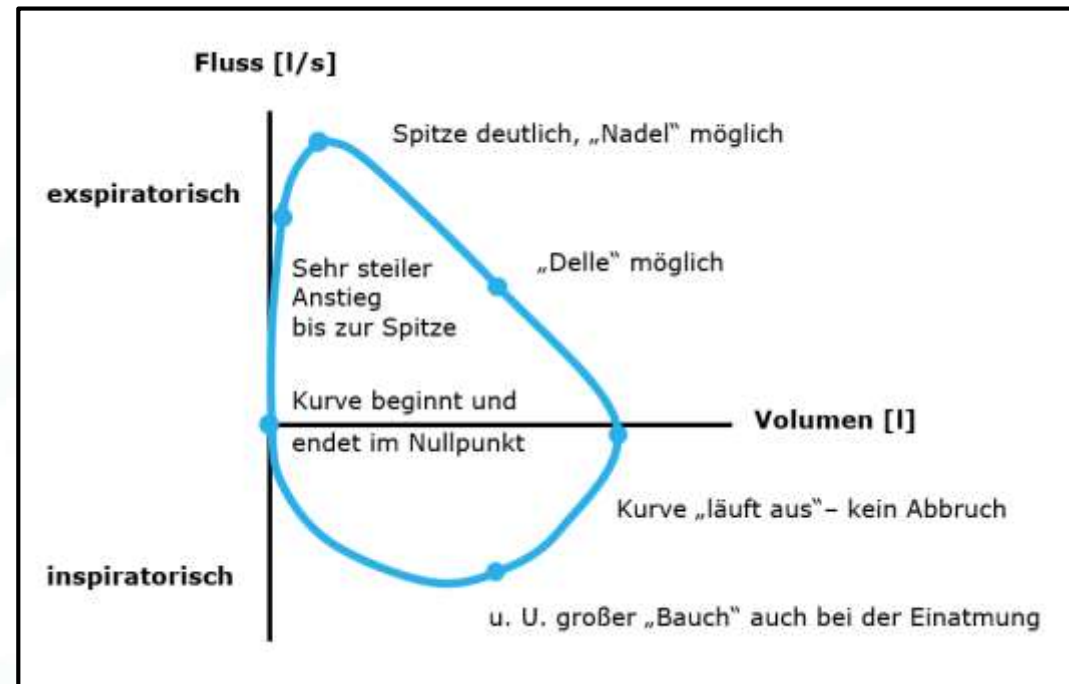 Fluss [l/s]
Spitze deutlich, „Nadel“ möglich
exspiratorisch
„Delle“ möglich
Sehr steiler
Anstieg
bis zur Spitze
Kurve beginnt und
endet im Nullpunkt
Volumen [l]
Kurve „läuft aus“– kein Abbruch
inspiratorisch
u. U. großer „Bauch“ auch bei der Einatmung